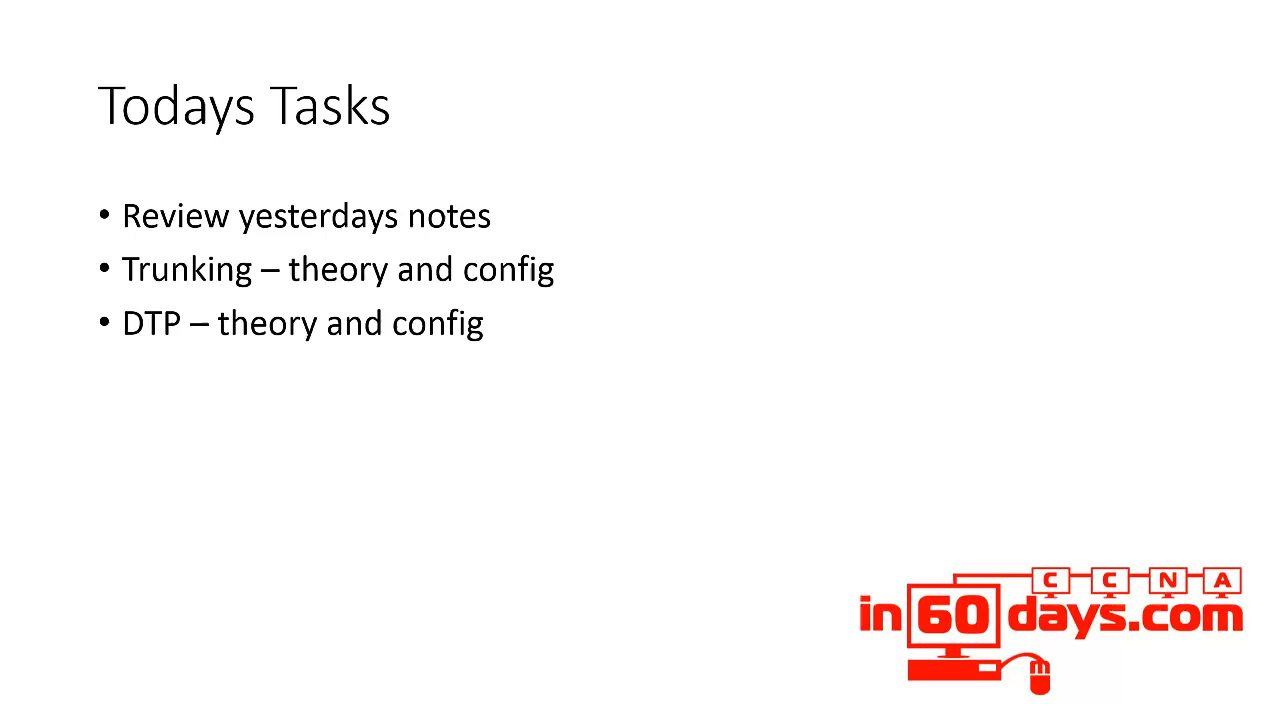 Todays Tasks
• Review yesterdays notes
• Trunking – theory and config
• DTP – theory and config
C C N A
in 60 days.com